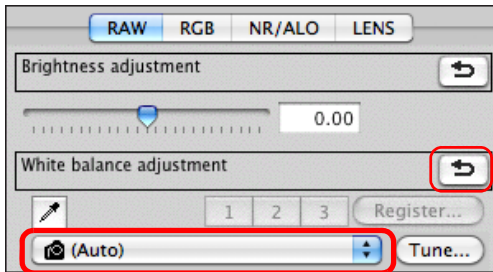 RAW RGB NR/ALO LENS
Brightness adjustment
0.00
White balance adjustment
1 2 3 Register...
(Auto) Tune...